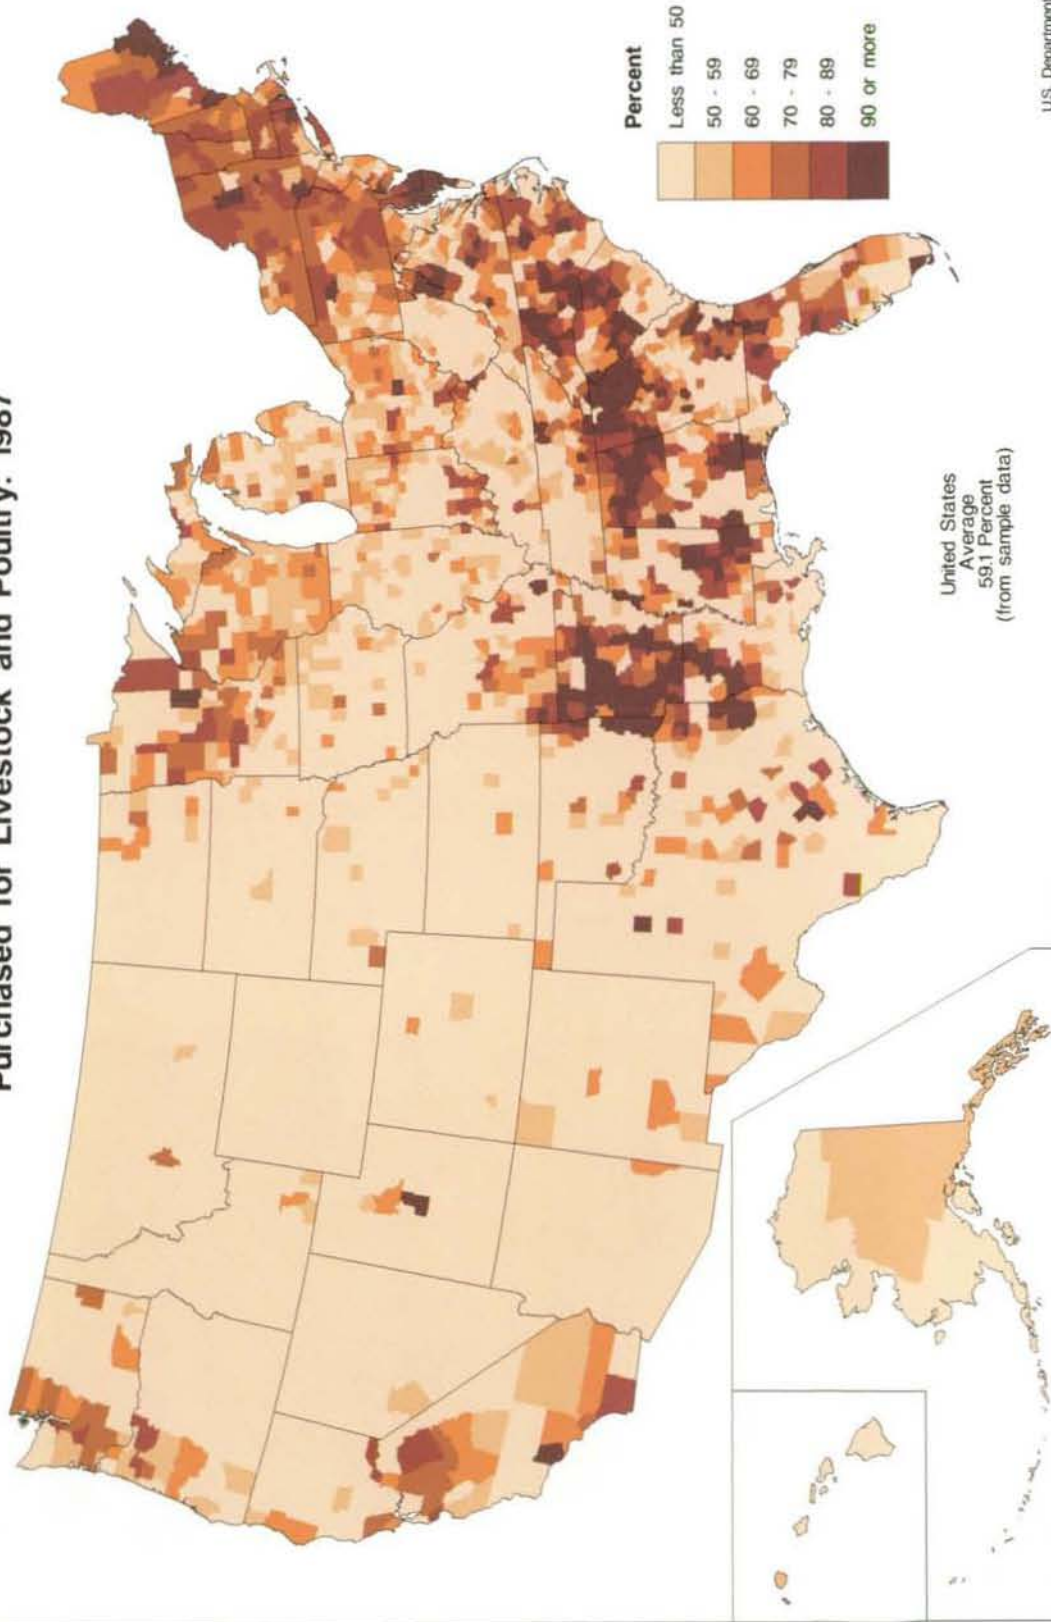 Purchased for Livestock and Poultry: 1987
Percent
Less than 50
50 - 59
60 - 69
70 - 79
80 - 89
90 or more
United States
Average
59.1 Percent
(from sample data)
U.S. Department